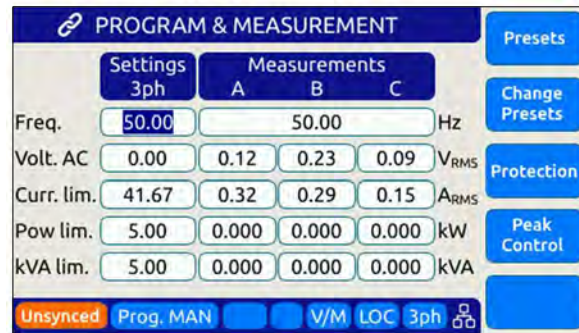 PROGRAM & MEASUREMENT
Settings 3ph
Measurements
A B C
Freq. 50.00 50.00 Hz
Volt. AC 0.00 0.12 0.23 0.09 VRMS
Curr. lim. 41.67 0.32 0.29 0.15 ARMS
Pow lim. 5.00 0.000 0.000 0.000 kW
kVA lim. 5.00 0.000 0.000 0.000 kVA
Unsynced Prog. MAN V/M LOC 3ph
Presets
Change
Presets
Protection
Peak
Control